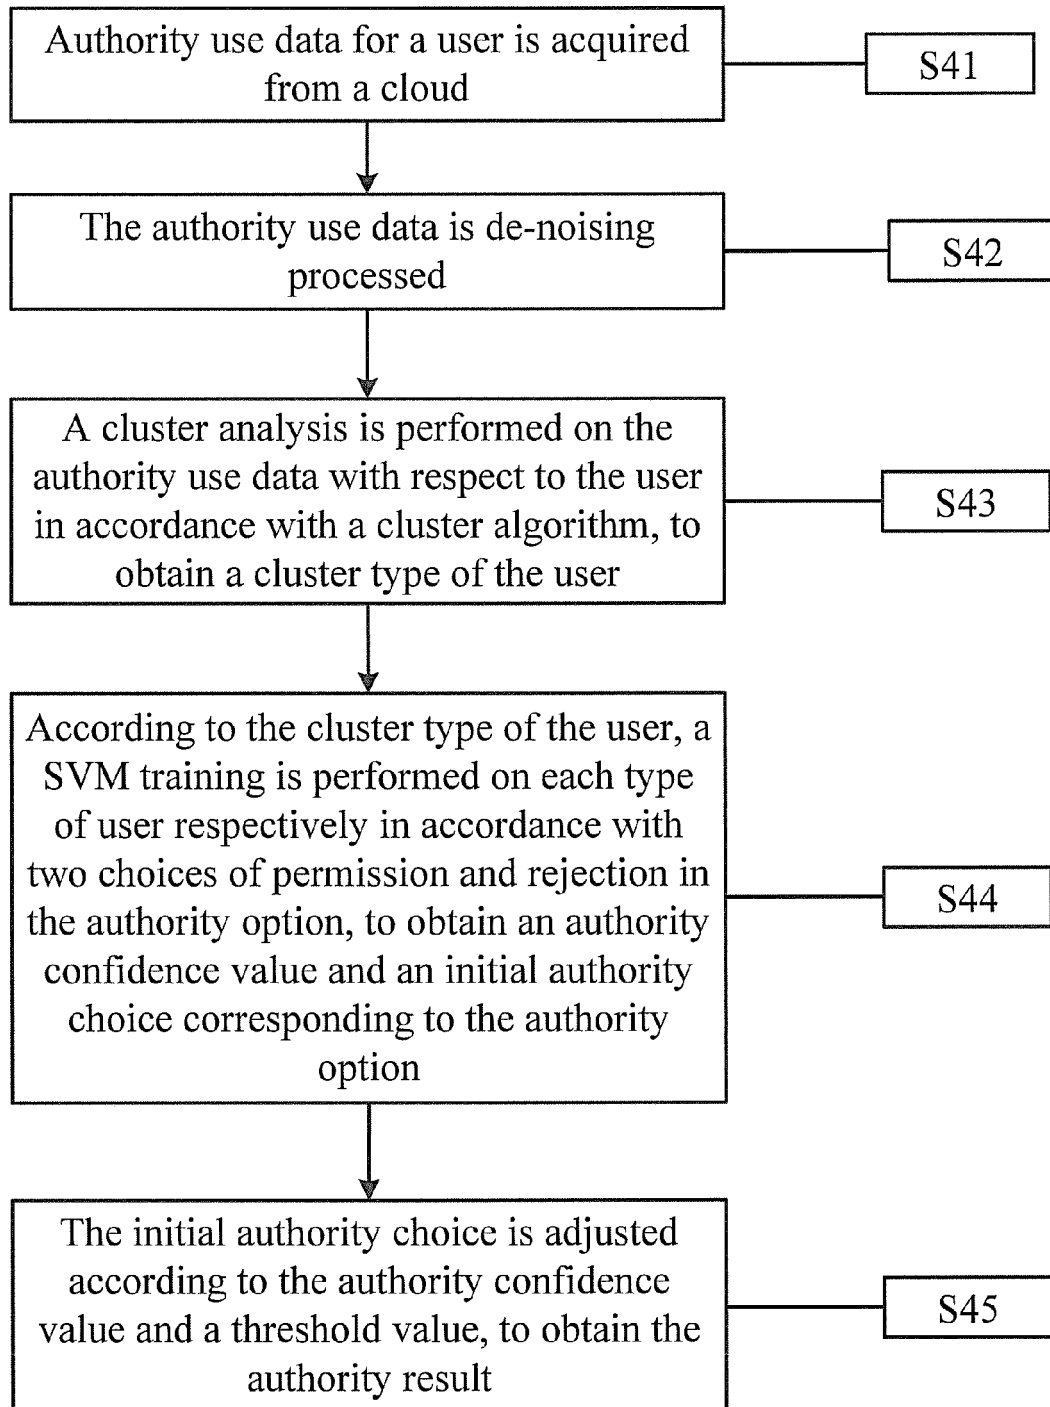 Authority use data for a user is acquired
from a cloud
S41
The authority use data is de-noising
processed
S42
A cluster analysis is performed on the
authority use data with respect to the user
in accordance with a cluster algorithm, to
obtain a cluster type of the user
S43
According to the cluster type of the user, a
SVM training is performed on each type
of user respectively in accordance with
two choices of permission and rejection in
the authority option, to obtain an authority
confidence value and an initial authority
choice corresponding to the authority
option
S44
The initial authority choice is adjusted
according to the authority confidence
value and a threshold value, to obtain the
authority result
S45